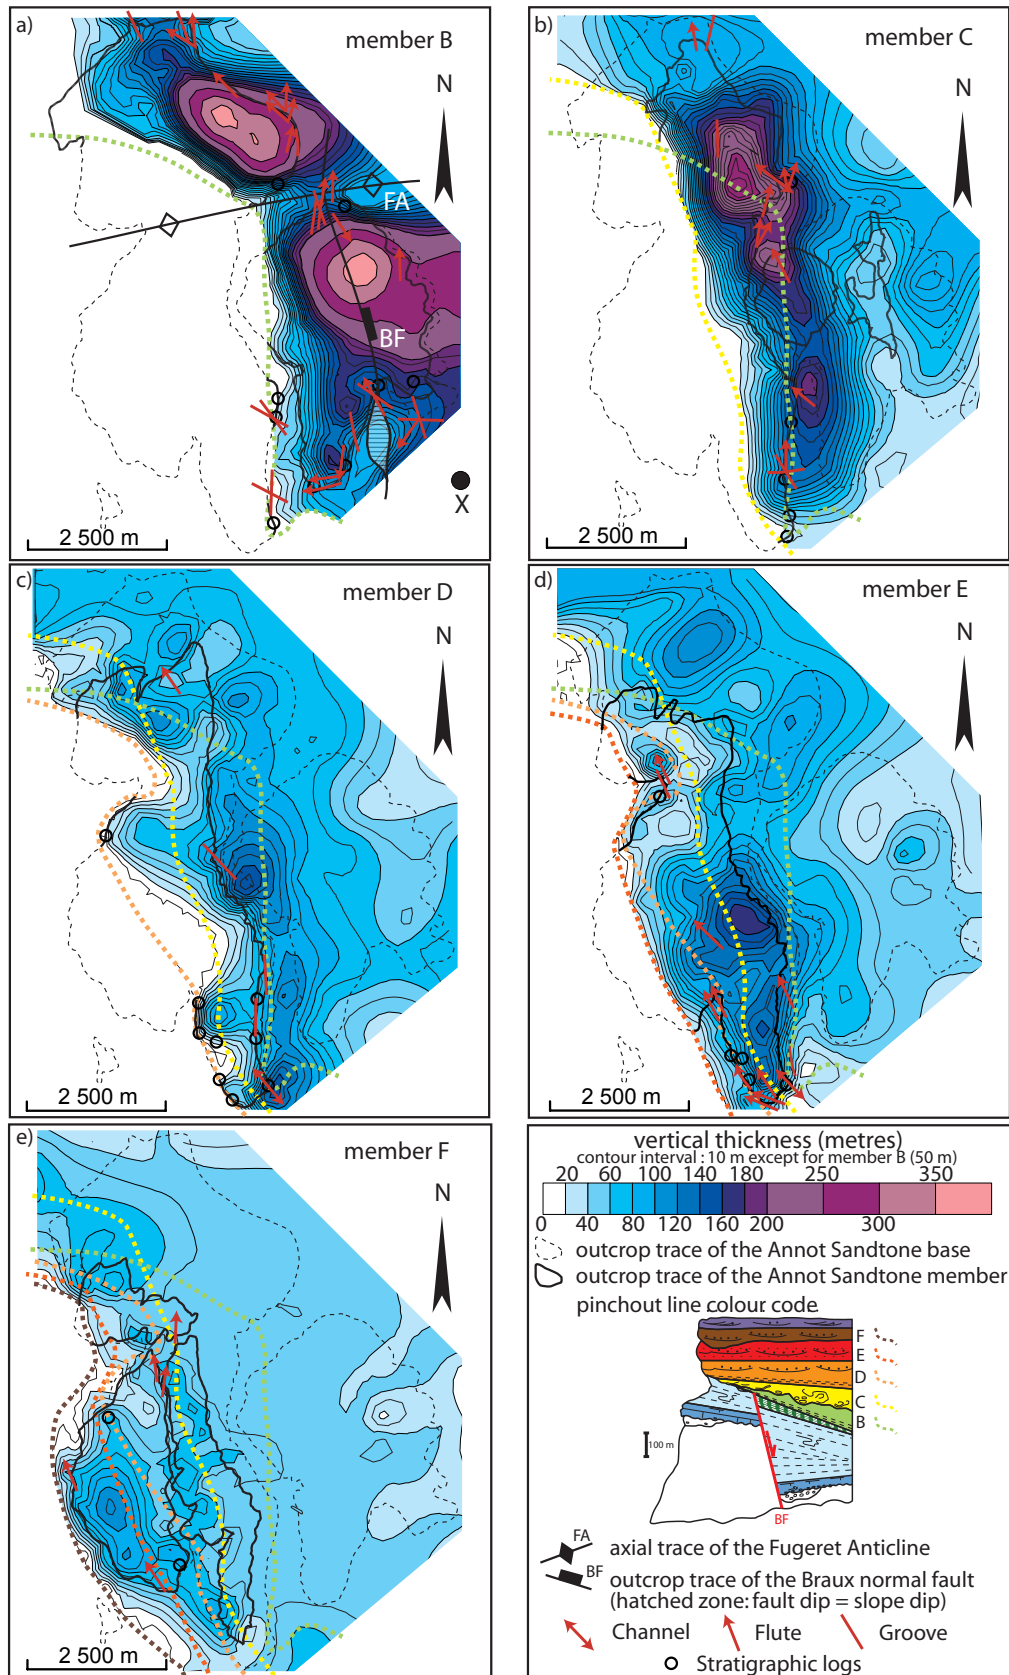 a)
member B
N
FA
BF
X
2 500 m
b)
member C
N
2 500 m
c)
member D
N
2 500 m
d)
member E
N
2 500 m
e)
member F
N
2 500 m
vertical thickness (metres)
contour interval : 10 m except for member B (50 m)
20 60 100 140 180 250 350
0 40 80 120 160 200 300
outcrop trace of the Annot Sandtone base
outcrop trace of the Annot Sandtone member
pinchout line colour code
F
E
D
C
B
100 m
BF
FA
axial trace of the Fugeret Anticline
BF
outcrop trace of the Braux normal fault
(hatched zone: fault dip = slope dip)
Channel Flute Groove
Stratigraphic logs